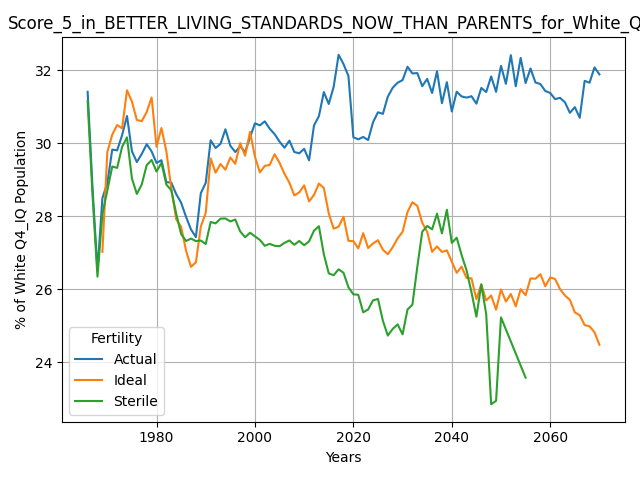 Score_5_in_BETTER_LIVING_STANDARDS_NOW_THAN_PARENTS_for_White_Q
% of White Q4_IQ Population
32
30
28
26
24
Fertility
Actual
Ideal
Sterile
1980 2000 2020 2040 2060
Years